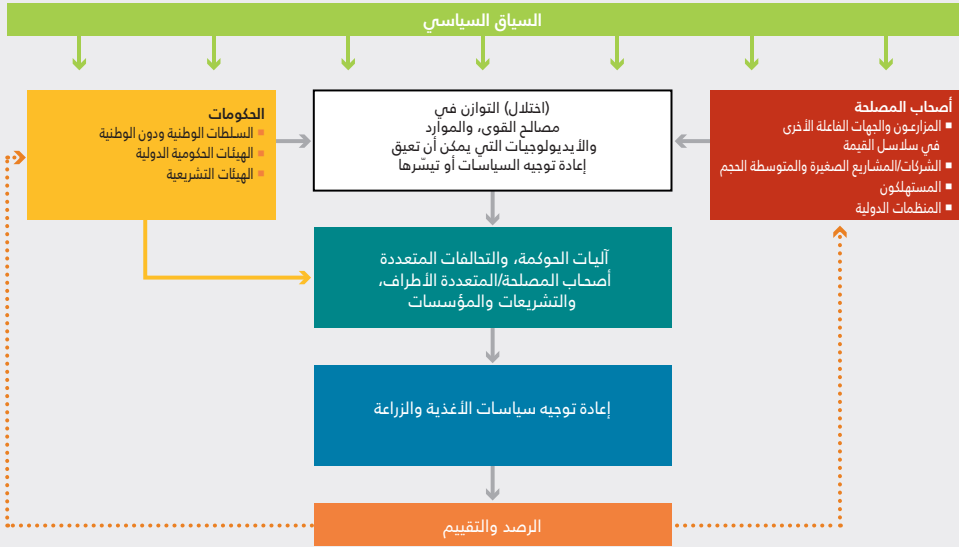 السياق السياسي
أصحاب المصلحة
■ المزارعون والجهات الفاعلة الأخرى
في سلاسل القيمة
■ الشركات/المشاريع الصغيرة والمتوسطة الحجم
■ المستهلكون
■ المنظمات الدولية
(اختلال) التوازن في
مصالح القوى، والموارد
والأيديولوجيات التي يمكن أن تعيق
إعادة توجيه السياسات أو تيسّرها
الحكومات
■ السلطات الوطنية ودون الوطنية
■ الهيئات الحكومية الدولية
■ الهيئات التشريعية
آليات الحوكمة، والتحالفات المتعددة
أصحاب المصلحة/المتعددة الأطراف،
والتشريعات والمؤسسات
إعادة توجيه سياسات الأغذية والزراعة
الرصد والتقييم